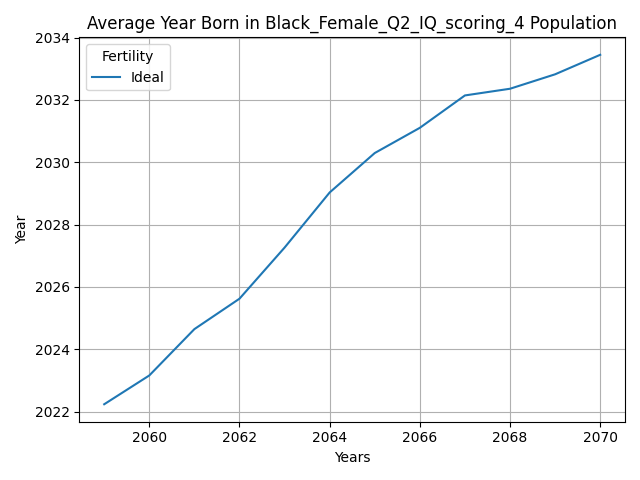 Average Year Born in Black_Female_Q2_IQ_scoring_4 Population
Fertility
Ideal
Year
2034
2032
2030
2028
2026
2024
2022
2060 2062 2064 2066 2068 2070
Years